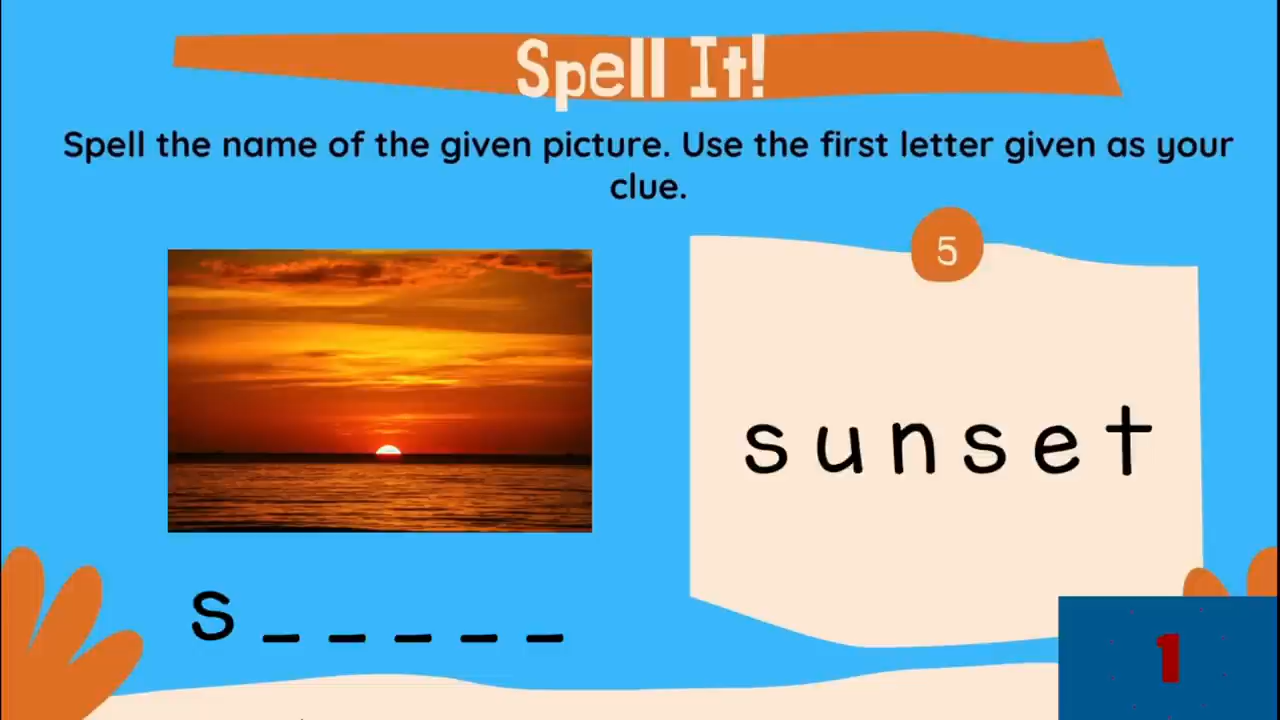 Spell It!
Spell the name of the given picture. Use the first letter given as your
clue.
5
s u n s e t
s _ _ _ _ _
1